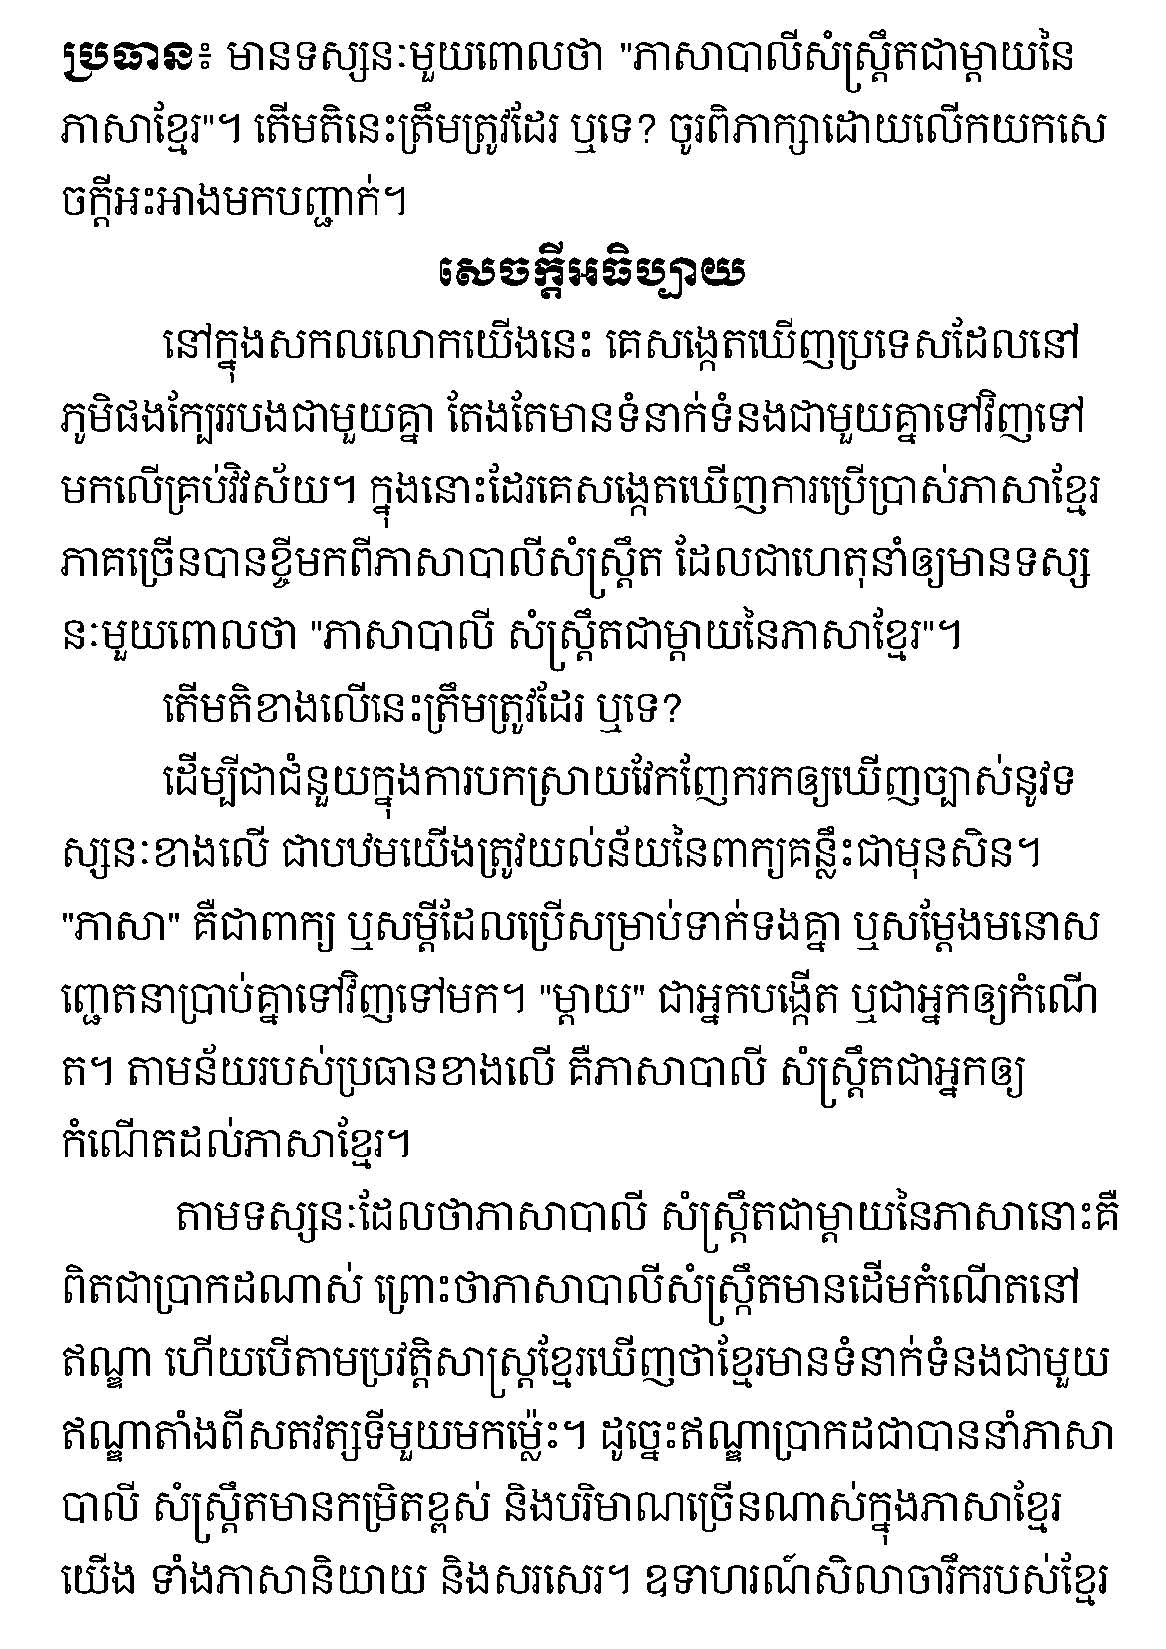 ប្រធាន៖ មានទស្សនៈមួយពោលថា "ភាសាបាលីសំស្ក្រឹតជាម្ដាយនៃ
ភាសាខ្មែរ"។ តើមតិនេះត្រឹមត្រូវដែរ ឬទេ? ចូរពិភាក្សាដោយលើកយកសេ
ចក្ដីអះអាងមកបញ្ជាក់។
សេចក្ដីអធិប្បាយ
នៅក្នុងសកលលោកយើងនេះ គេសង្កេតឃើញប្រទេសដែលនៅ
ភូមិផងក្បែររបងជាមួយគ្នា តែងតែមានទំនាក់ទំនងជាមួយគ្នាទៅវិញទៅ
មកលើគ្រប់វិវស័យ។ ក្នុងនោះដែរគេសង្កេតឃើញការប្រើប្រាស់ភាសាខ្មែរ
ភាគច្រើនបានខ្ចីមកពីភាសាបាលីសំស្ត្រឹត ដែលជាហេតុនាំឲ្យមានទស្ស
នៈមួយពោលថា "ភាសាបាលី សំស្ត្រឹតជាម្ដាយនៃភាសាខ្មែរ"។
តើមតិខាងលើនេះត្រឹមត្រូវដែរ ឬទេ?
ដើម្បីជាជំនួយក្នុងការបកស្រាយវែកញែករកឲ្យឃើញច្បាស់នូវទ
ស្សនៈខាងលើ ជាបឋមយើងត្រូវយល់ន័យនៃពាក្យគន្លឹះជាមុនសិន។
"ភាសា" គឺជាពាក្យ ឬសម្ដីដែលប្រើសម្រាប់ទាក់ទងគ្នា ឬសម្ដែងមនោស
ញ្ចេតនាប្រាប់គ្នាទៅវិញទៅមក។ "ម្ដាយ" ជាអ្នកបង្កើត ឬជាអ្នកឲ្យកំណើ
ត។ តាមន័យរបស់ប្រធានខាងលើ គឺភាសាបាលី សំស្ត្រឹតជាអ្នកឲ្យ
កំណើតដល់ភាសាខ្មែរ។
តាមទស្សនៈដែលថាភាសាបាលី សំស្ត្រឹតជាម្ដាយនៃភាសានោះគឺ
ពិតជាប្រាកដណាស់ ព្រោះថាភាសាបាលីសំស្ក្រឹតមានដើមកំណើតនៅ
ឥណ្ឌា ហើយបើតាមប្រវត្តិសាស្ត្រខ្មែរឃើញថាខ្មែរមានទំនាក់ទំនងជាមួយ
ឥណ្ឌាតាំងពីសតវត្សទីមួយមកម៉្លេះ។ ដូច្នេះឥណ្ឌាប្រាកដជាបាននាំភាសា
បាលី សំស្ត្រឹតមានកម្រិតខ្ពស់ និងបរិមាណច្រើនណាស់ក្នុងភាសាខ្មែរ
យើង ទាំងភាសានិយាយ និងសរសេរ។ ឧទាហរណ៍សិលាចារឹករបស់ខ្មែរ